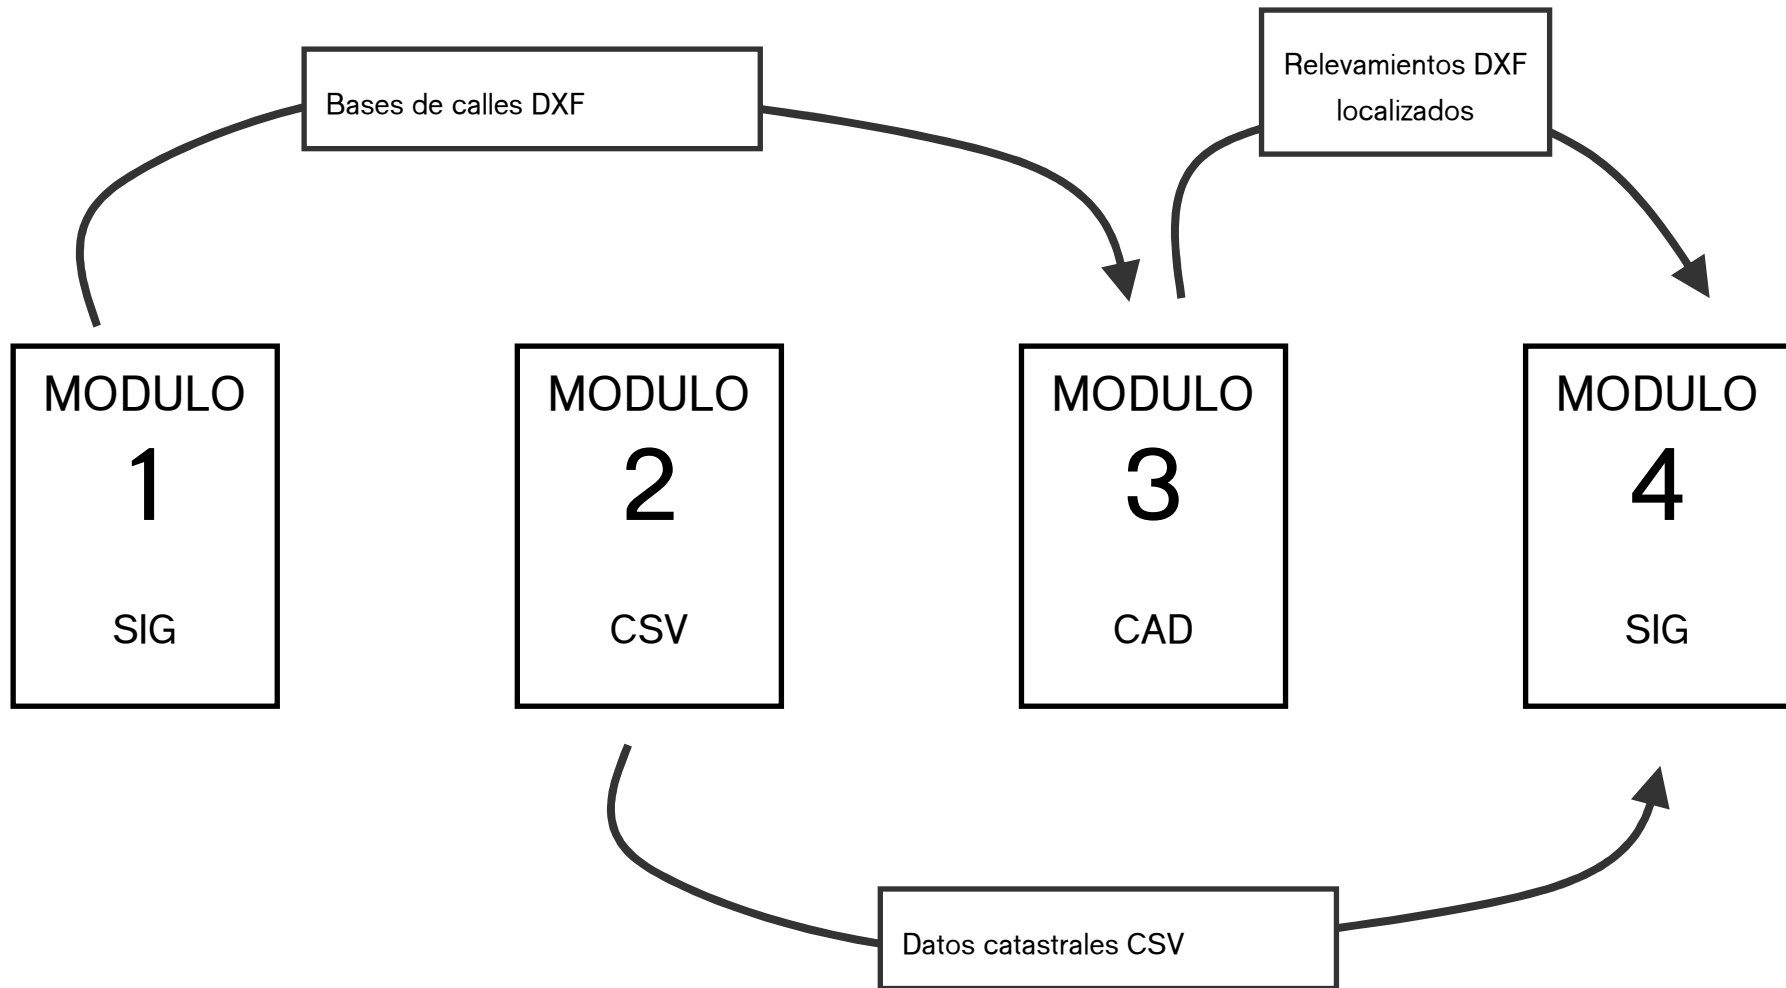 Bases de calles DXF
Relevamientos DXF
localizados
MODULO
1
SIG
MODULO
2
CSV
MODULO
3
CAD
MODULO
4
SIG
Datos catastrales CSV